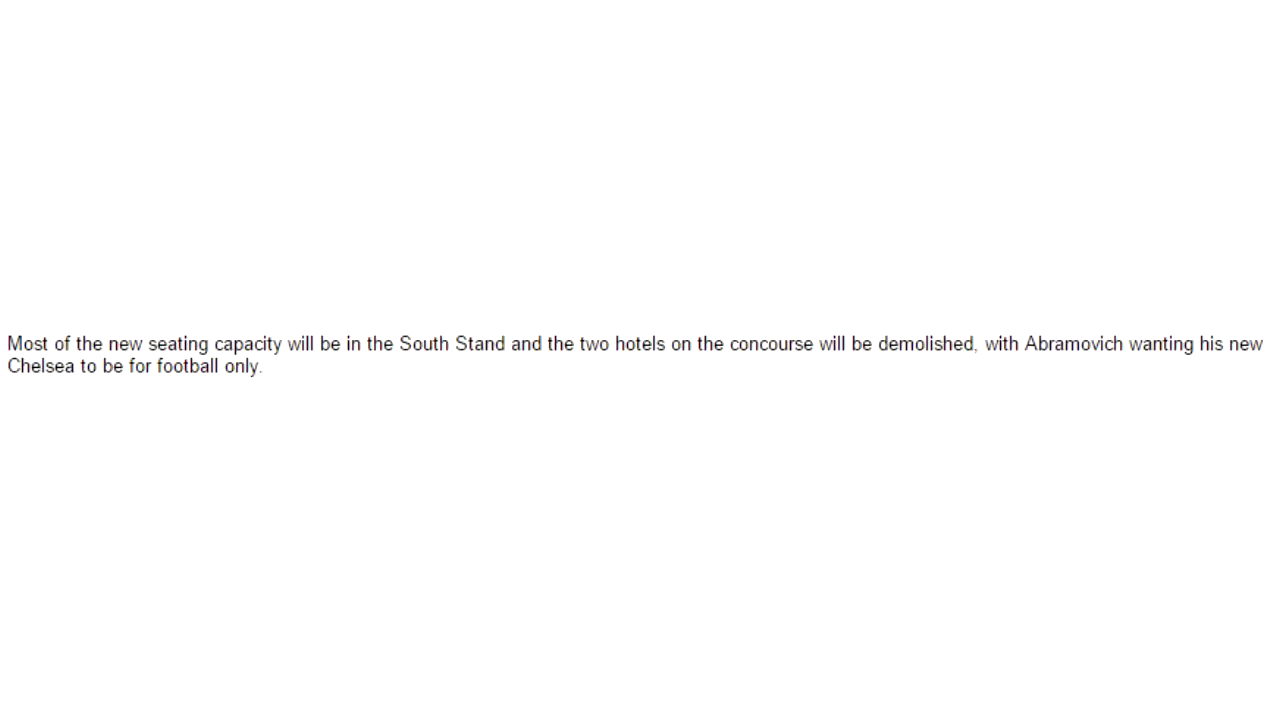 Most of the new seating capacity will be in the South Stand and the two hotels on the concourse will be demolished, with Abramovich wanting his new
Chelsea to be for football only.